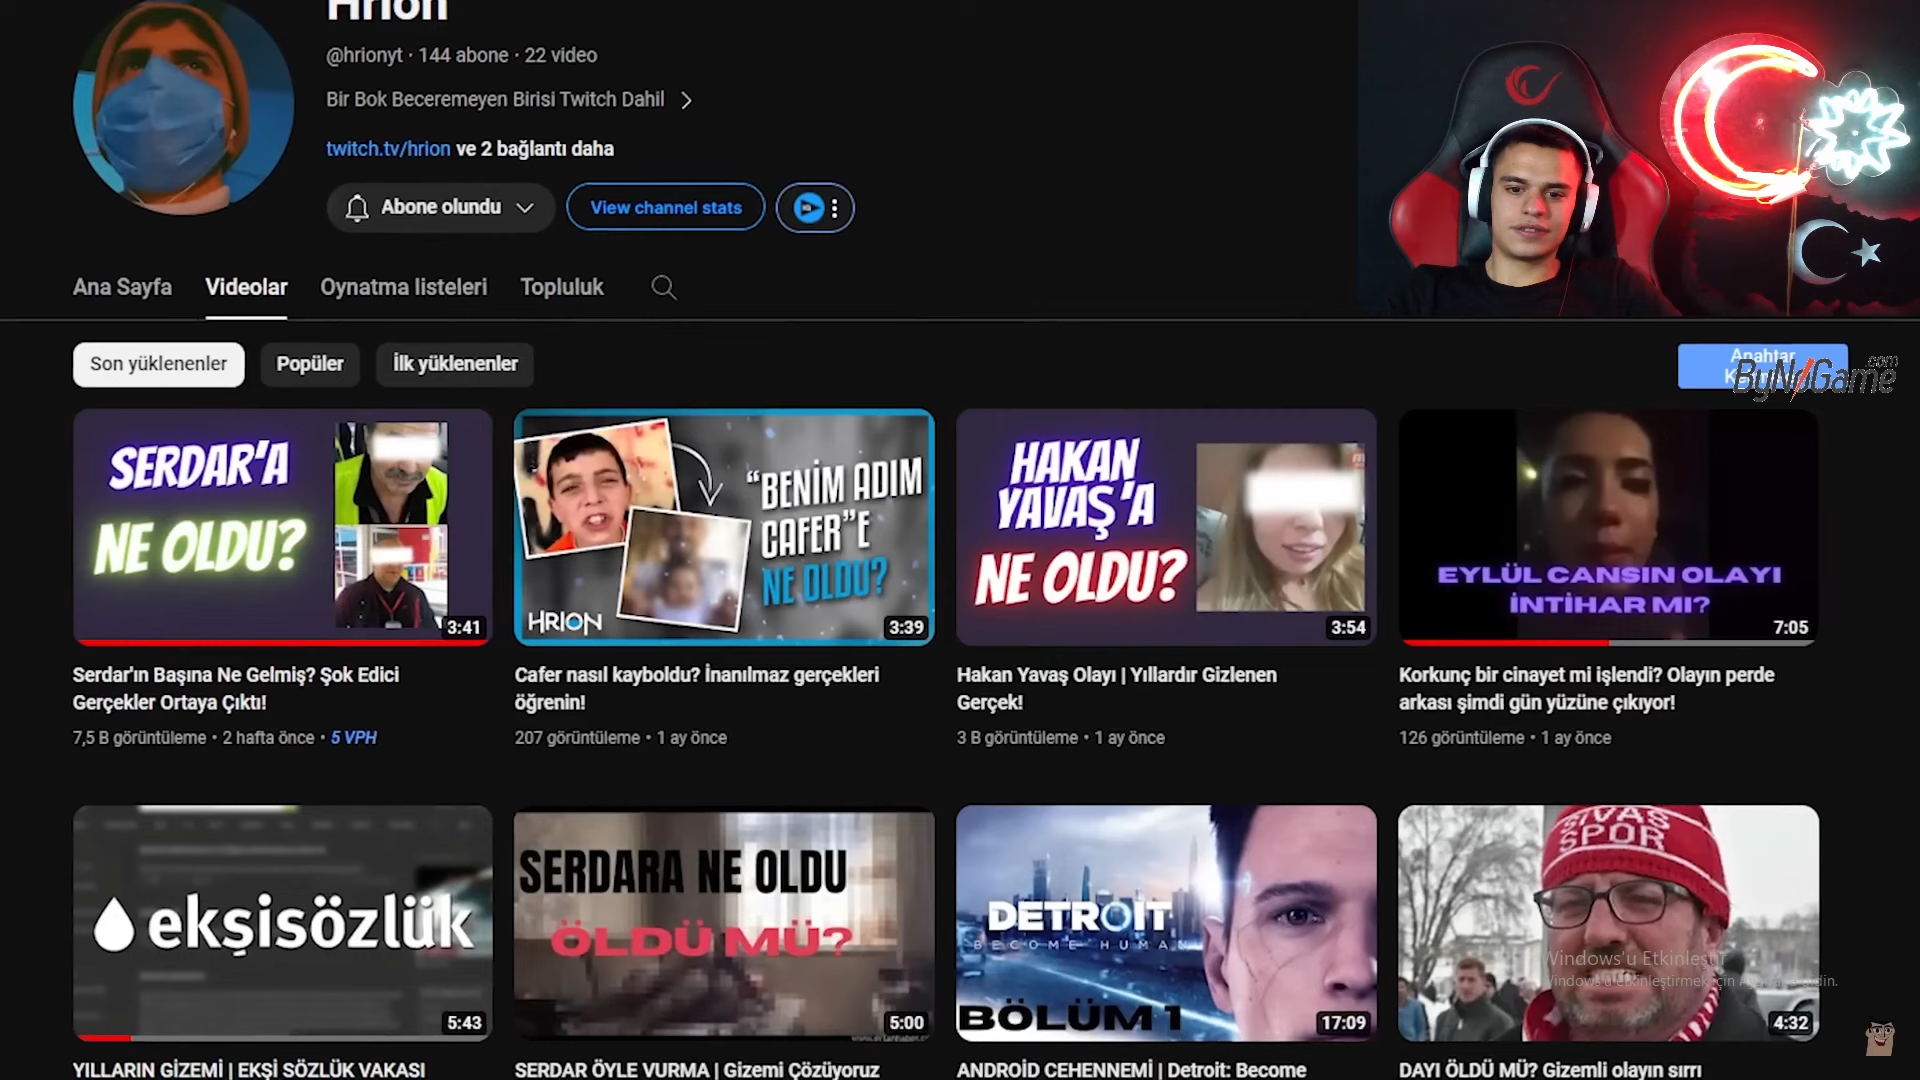 Hrion
@hrionyt · 144 abone · 22 video
Bir Bok Beceremeyen Birisi Twitch Dahil
twitch.tv/hrion ve 2 bağlantı daha
Abone olundu
View channel stats
Ana Sayfa
Videolar
Oynatma listeleri
Topluluk
Son yüklenenler
Popüler
İlk yüklenenler
Anahtar
ByNoGame.com
SERDAR'A
NE OLDU?
3:41
"BENİM ADIM
CAFER"E
NE OLDU?
HRION
3:39
HAKAN
YAVAŞ'A
NE OLDU?
3:54
EYLÜL CANSIN OLAYI
İNTİHAR MI?
7:05
Serdar'ın Başına Ne Gelmiş? Şok Edici
Gerçekler Ortaya Çıktı!
7,5 B görüntüleme • 2 hafta önce • 5 VPH
Cafer nasıl kayboldu? İnanılmaz gerçekleri
öğrenin!
207 görüntüleme • 1 ay önce
Hakan Yavaş Olayı | Yıllardır Gizlenen
Gerçek!
3 B görüntüleme • 1 ay önce
Korkunç bir cinayet mi işlendi? Olayın perde
arkası şimdi gün yüzüne çıkıyor!
126 görüntüleme • 1 ay önce
ekşisözlük
5:43
SERDARA NE OLDU
ÖLDÜ MÜ?
5:00
DETROIT
BECOME HUMAN
BÖLÜM 1
17:09
SİVAS
SPOR
4:32
Windows'u Etkinleştir
Windows'u etkinleştirmek için
YILLARIN GİZEMİ | EKŞİ SÖZLÜK VAKASI
SERDAR ÖYLE VURMA | Gizemi Çözüyoruz
ANDROİD CEHENNEMİ | Detroit: Become
DAYI ÖLDÜ MÜ? Gizemli olayın sırrı